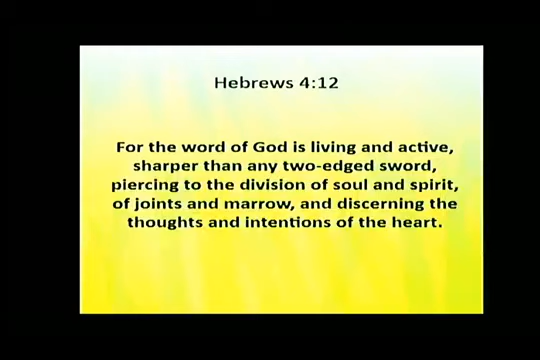 Hebrews 4:12
For the word of God is living and active,
sharper than any two-edged sword,
piercing to the division of soul and spirit,
of joints and marrow, and discerning the
thoughts and intentions of the heart.